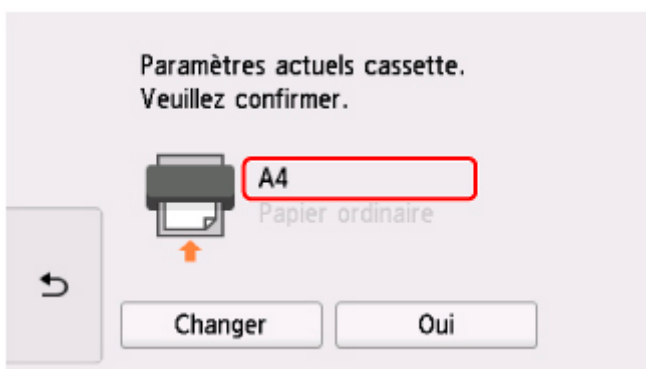 Paramètres actuels cassette.
Veuillez confirmer.
A4
Papier ordinaire
Changer
Oui